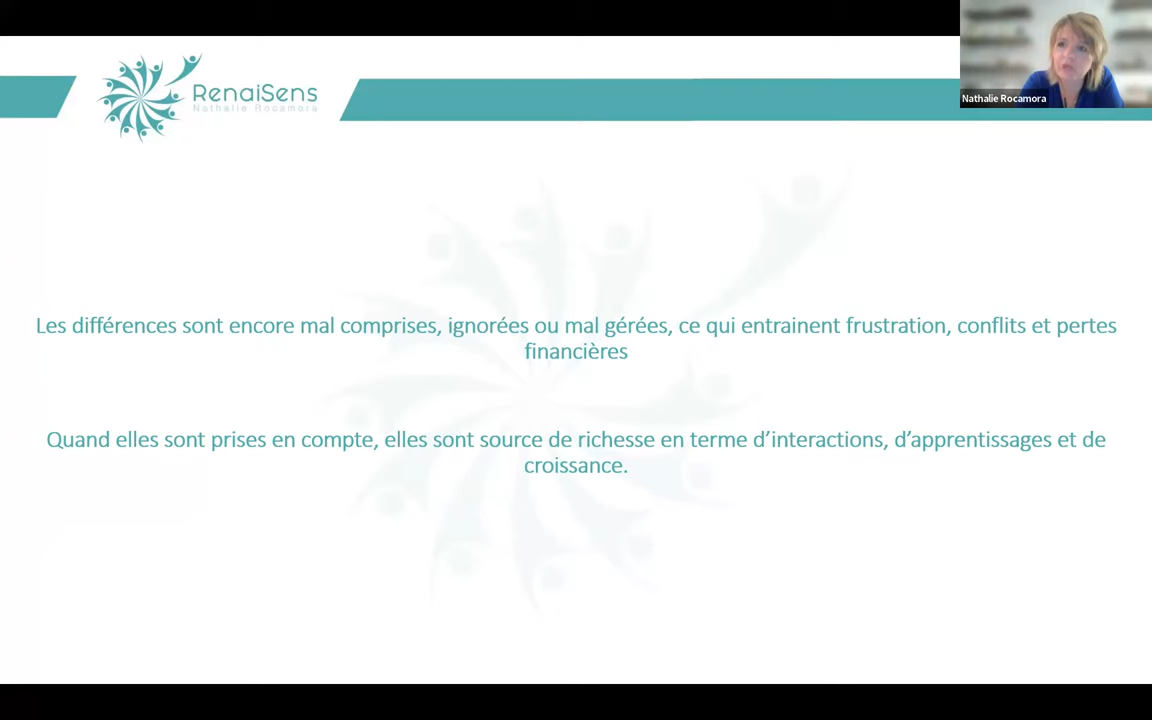 RenaiSens
Nathalie Rocamora
Nathalie Rocamora
Les différences sont encore mal comprises, ignorées ou mal gérées, ce qui entrainent frustration, conflits et pertes
financières
Quand elles sont prises en compte, elles sont source de richesse en terme d’interactions, d’apprentissages et de
croissance.